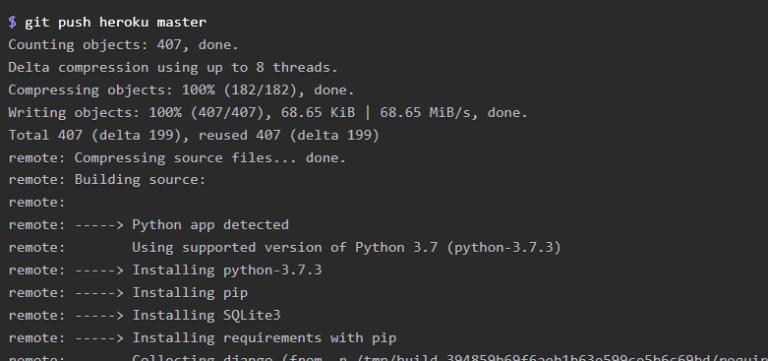 $ git push heroku master
Counting objects: 407, done.
Delta compression using up to 8 threads.
Compressing objects: 100% (182/182), done.
Writing objects: 100% (407/407), 68.65 KiB | 68.65 MiB/s, done.
Total 407 (delta 199), reused 407 (delta 199)
remote: Compressing source files... done.
remote: Building source:
remote:
remote: -----> Python app detected
remote:        Using supported version of Python 3.7 (python-3.7.3)
remote: -----> Installing python-3.7.3
remote: -----> Installing pip
remote: -----> Installing SQLite3
remote: -----> Installing requirements with pip
remote:        Collecting django (from -r